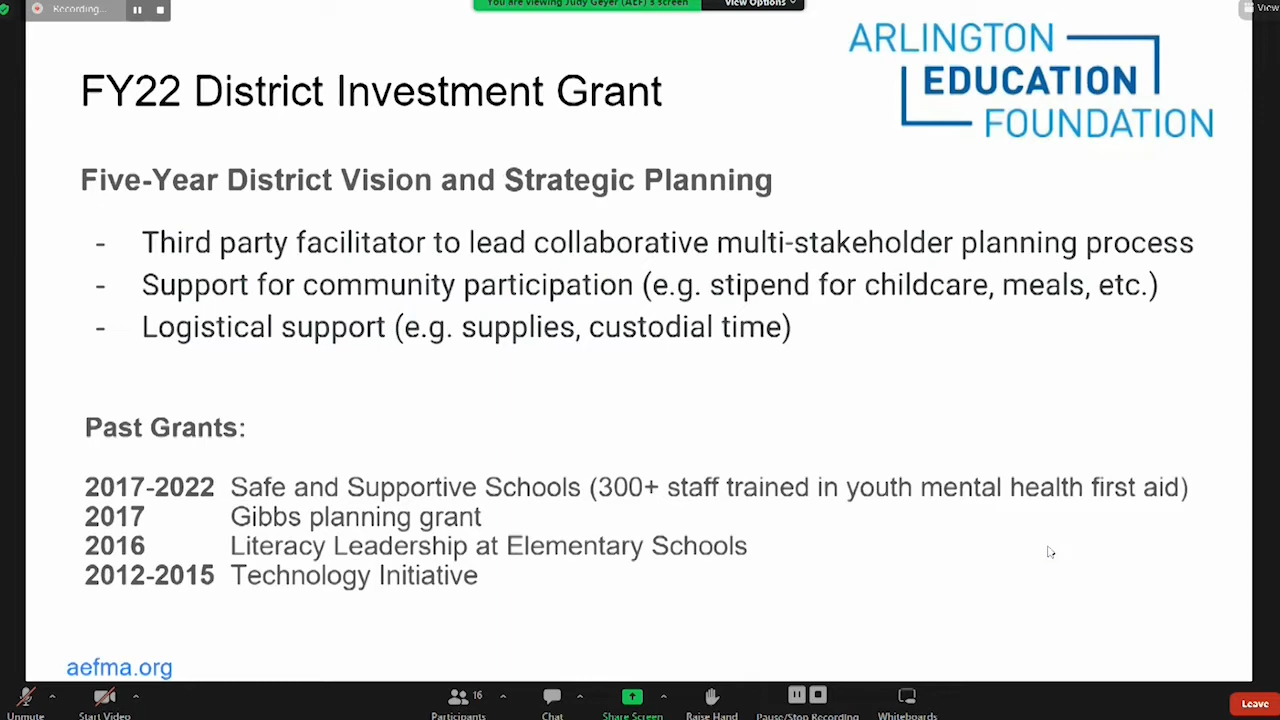 Recording...
You are viewing Judy Geyer (AEF)'s screen
View Options
View
ARLINGTON
EDUCATION
FOUNDATION
FY22 District Investment Grant
Five-Year District Vision and Strategic Planning
- Third party facilitator to lead collaborative multi-stakeholder planning process
- Support for community participation (e.g. stipend for childcare, meals, etc.)
- Logistical support (e.g. supplies, custodial time)
Past Grants:
2017-2022 Safe and Supportive Schools (300+ staff trained in youth mental health first aid)
2017 Gibbs planning grant
2016 Literacy Leadership at Elementary Schools
2012-2015 Technology Initiative
aefma.org
Unmute
Start Video
16
Participants
Chat
Share Screen
Raise Hand
Pause/Stop Recording
Whiteboards
Leave